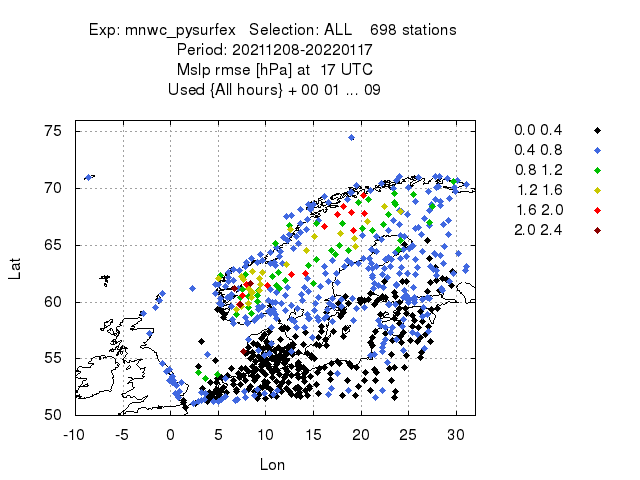 Exp: mnwc_pysurfex   Selection: ALL    698 stations
Period: 20211208-20220117
Mslp rmse [hPa] at  17 UTC
Used {All hours} + 00 01 ... 09
0.0 0.4
0.4 0.8
0.8 1.2
1.2 1.6
1.6 2.0
2.0 2.4
Lat
75
70
65
60
55
50
-10 -5 0 5 10 15 20 25 30
Lon